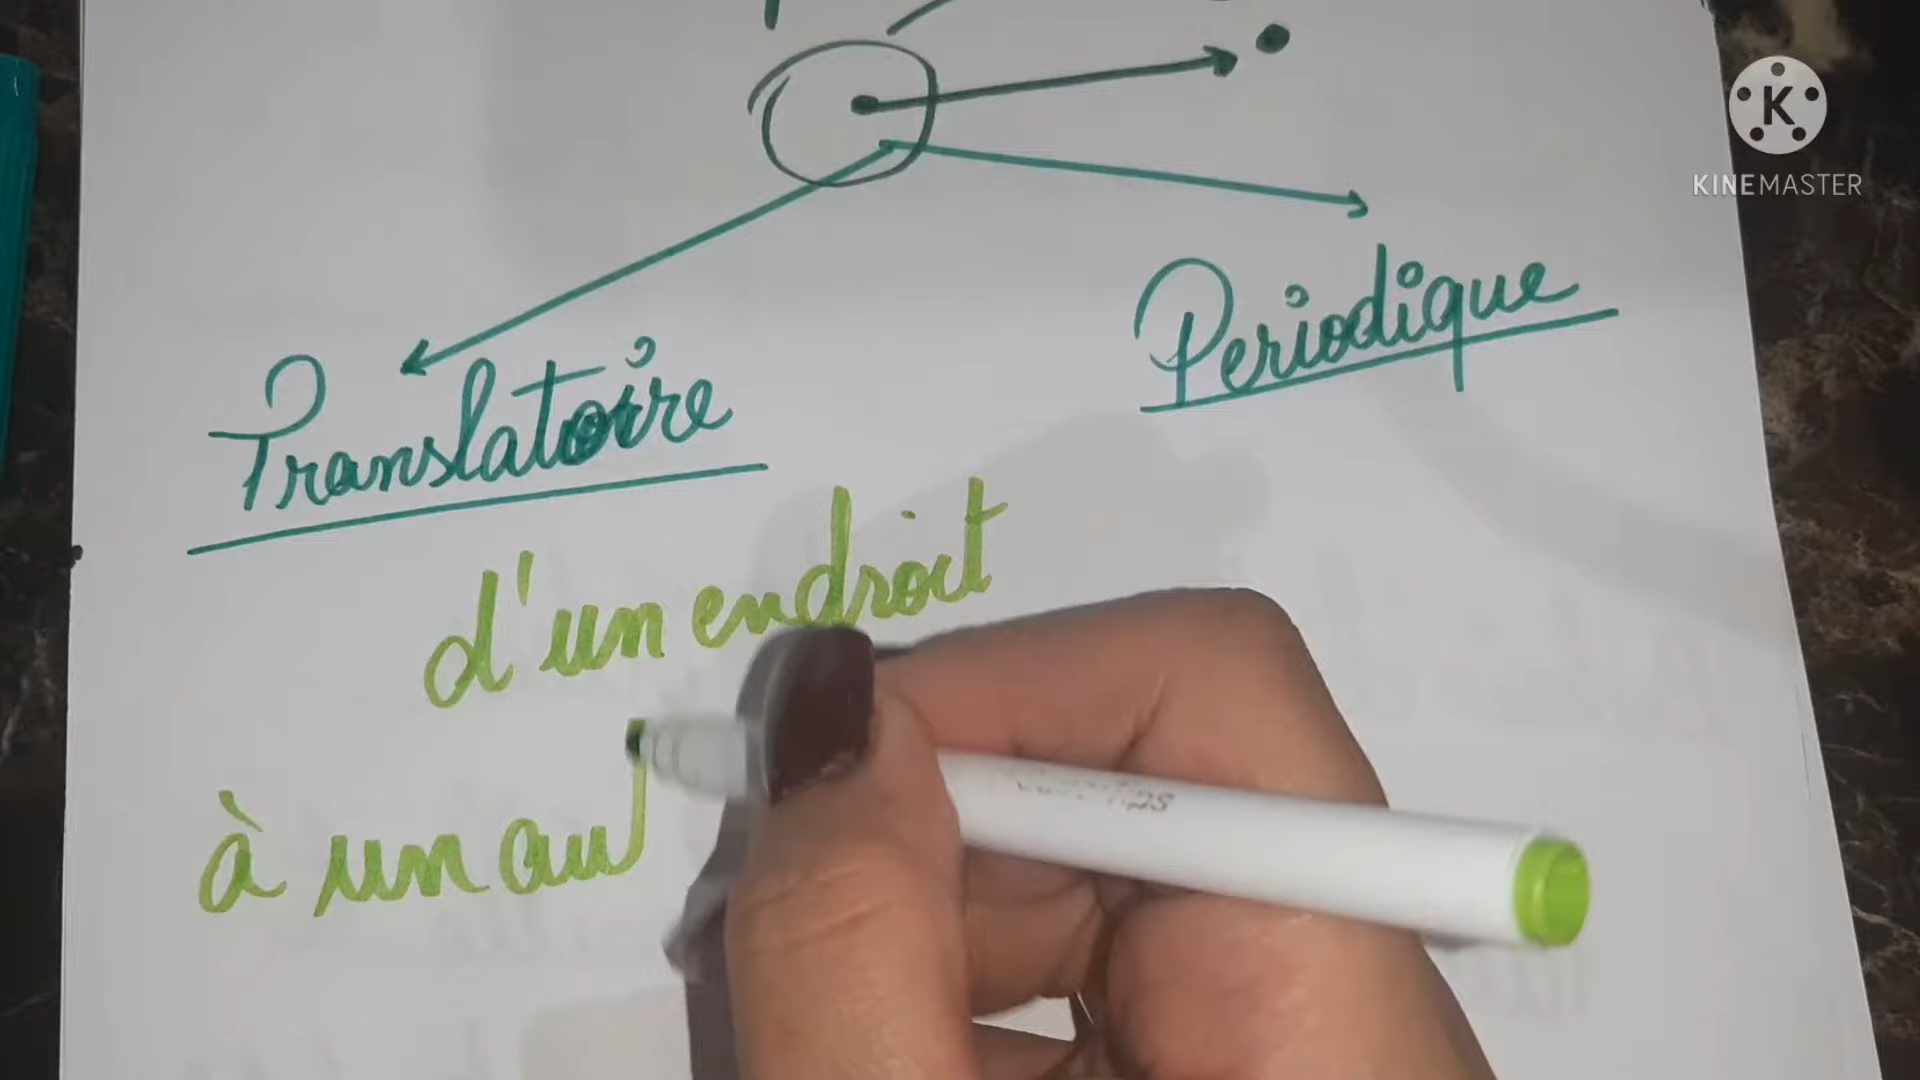 K
KINEMASTER
Periodique
Translatoire
d'un endroit
à un au